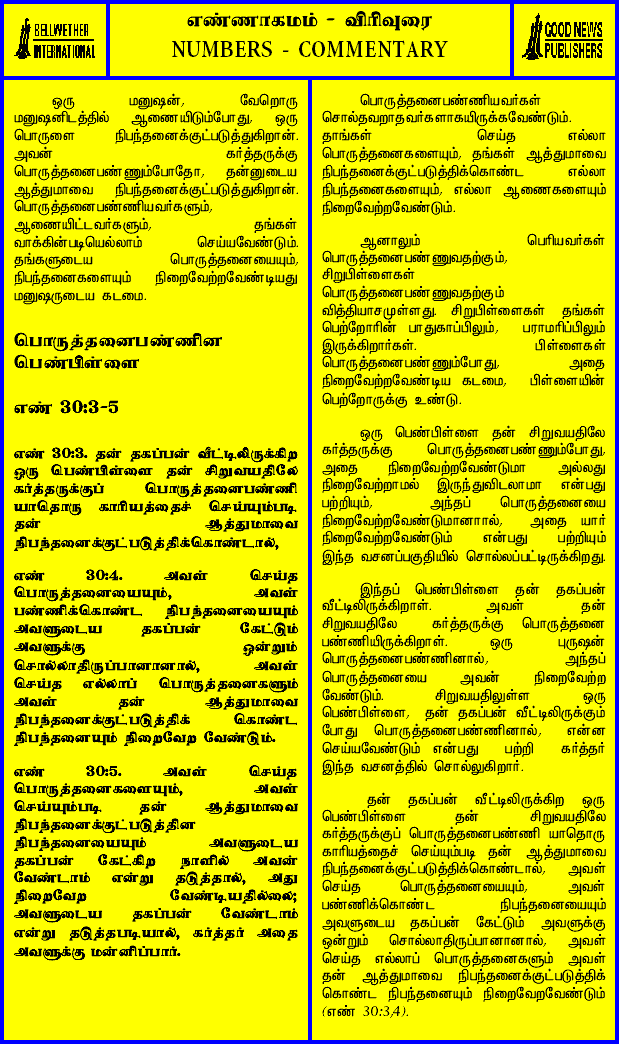 BELLWETHER
INTERNATIONAL
எண்ணாகமம் - விரிவுரை
NUMBERS - COMMENTARY
GOOD NEWS
PUBLISHERS
ஒரு மனுஷன், வேறொரு
மனுஷனிடத்தில் ஆணையிடும்போது, ஒரு
பொருளை நிபந்தனைக்குட்படுத்துகிறான்.
அவன் கர்த்தருக்கு
பொருத்தனைபண்ணும்போதோ, தன்னுடைய
ஆத்துமாவை நிபந்தனைக்குட்படுத்துகிறான்.
பொருத்தனைபண்ணியவர்களும்,
ஆணையிட்டவர்களும், தங்கள்
வாக்கின்படியெல்லாம் செய்யவேண்டும்.
தங்களுடைய பொருத்தனையையும்,
நிபந்தனைகளையும் நிறைவேற்றவேண்டியது
மனுஷருடைய கடமை.
பொருத்தனைபண்ணின
பெண்பிள்ளை
எண் 30:3-5
எண் 30:3. தன் தகப்பன் வீட்டிலிருக்கிற
ஒரு பெண்பிள்ளை தன் சிறுவயதிலே
கர்த்தருக்குப் பொருத்தனைபண்ணி
யாதொரு காரியத்தைச் செய்யும்படி
தன் ஆத்துமாவை
நிபந்தனைக்குட்படுத்திக்கொண்டால்,
எண் 30:4. அவள் செய்த
பொருத்தனையையும், அவள்
பண்ணிக்கொண்ட நிபந்தனையையும்
அவளுடைய தகப்பன் கேட்டும்
அவளுக்கு ஒன்றும்
சொல்லாதிருப்பானானால், அவள்
செய்த எல்லாப் பொருத்தனைகளும்
அவள் தன் ஆத்துமாவை
நிபந்தனைக்குட்படுத்திக் கொண்ட
நிபந்தனையும் நிறைவேற வேண்டும்.
எண் 30:5. அவள் செய்த
பொருத்தனைகளையும், அவள்
செய்யும்படி தன் ஆத்துமாவை
நிபந்தனைக்குட்படுத்தின
நிபந்தனையையும் அவளுடைய
தகப்பன் கேட்கிற நாளில் அவன்
வேண்டாம் என்று தடுத்தால், அது
நிறைவேற வேண்டியதில்லை;
அவளுடைய தகப்பன் வேண்டாம்
என்று தடுத்தபடியால், கர்த்தர் அதை
அவளுக்கு மன்னிப்பார்.
பொருத்தனைபண்ணியவர்கள்
சொல்தவறாதவர்களாகயிருக்கவேண்டும்.
தாங்கள் செய்த எல்லா
பொருத்தனைகளையும், தங்கள் ஆத்துமாவை
நிபந்தனைக்குட்படுத்திக்கொண்ட எல்லா
நிபந்தனைகளையும், எல்லா ஆணைகளையும்
நிறைவேற்றவேண்டும்.
ஆனாலும் பெரியவர்கள்
பொருத்தனைபண்ணுவதற்கும்,
சிறுபிள்ளைகள்
பொருத்தனைபண்ணுவதற்கும்
வித்தியாசமுள்ளது. சிறுபிள்ளைகள் தங்கள்
பெற்றோரின் பாதுகாப்பிலும், பராமரிப்பிலும்
இருக்கிறார்கள். பிள்ளைகள்
பொருத்தனைபண்ணும்போது, அதை
நிறைவேற்றவேண்டிய கடமை, பிள்ளையின்
பெற்றோருக்கு உண்டு.
ஒரு பெண்பிள்ளை தன் சிறுவயதிலே
கர்த்தருக்கு பொருத்தனைபண்ணும்போது,
அதை நிறைவேற்றவேண்டுமா அல்லது
நிறைவேற்றாமல் இருந்துவிடலாமா என்பது
பற்றியும், அந்தப் பொருத்தனையை
நிறைவேற்றவேண்டுமானால், அதை யார்
நிறைவேற்றவேண்டும் என்பது பற்றியும்
இந்த வசனப்பகுதியில் சொல்லப்பட்டிருக்கிறது.
இந்தப் பெண்பிள்ளை தன் தகப்பன்
வீட்டிலிருக்கிறாள். அவள் தன்
சிறுவயதிலே கர்த்தருக்கு பொருத்தனை
பண்ணியிருக்கிறாள். ஒரு புருஷன்
பொருத்தனைபண்ணினால், அந்தப்
பொருத்தனையை அவன் நிறைவேற்ற
வேண்டும். சிறுவயதிலுள்ள ஒரு
பெண்பிள்ளை, தன் தகப்பன் வீட்டிலிருக்கும்
போது பொருத்தனைபண்ணினால், என்ன
செய்யவேண்டும் என்பது பற்றி கர்த்தர்
இந்த வசனத்தில் சொல்லுகிறார்.
தன் தகப்பன் வீட்டிலிருக்கிற ஒரு
பெண்பிள்ளை தன் சிறுவயதிலே
கர்த்தருக்குப் பொருத்தனைபண்ணி யாதொரு
காரியத்தைச் செய்யும்படி தன் ஆத்துமாவை
நிபந்தனைக்குட்படுத்திக்கொண்டால், அவள்
செய்த பொருத்தனையையும், அவள்
பண்ணிக்கொண்ட நிபந்தனையையும்
அவளுடைய தகப்பன் கேட்டும் அவளுக்கு
ஒன்றும் சொல்லாதிருப்பானானால், அவள்
செய்த எல்லாப் பொருத்தனைகளும் அவள்
தன் ஆத்துமாவை நிபந்தனைக்குட்படுத்திக்
கொண்ட நிபந்தனையும் நிறைவேறவேண்டும்
(எண் 30:3,4).